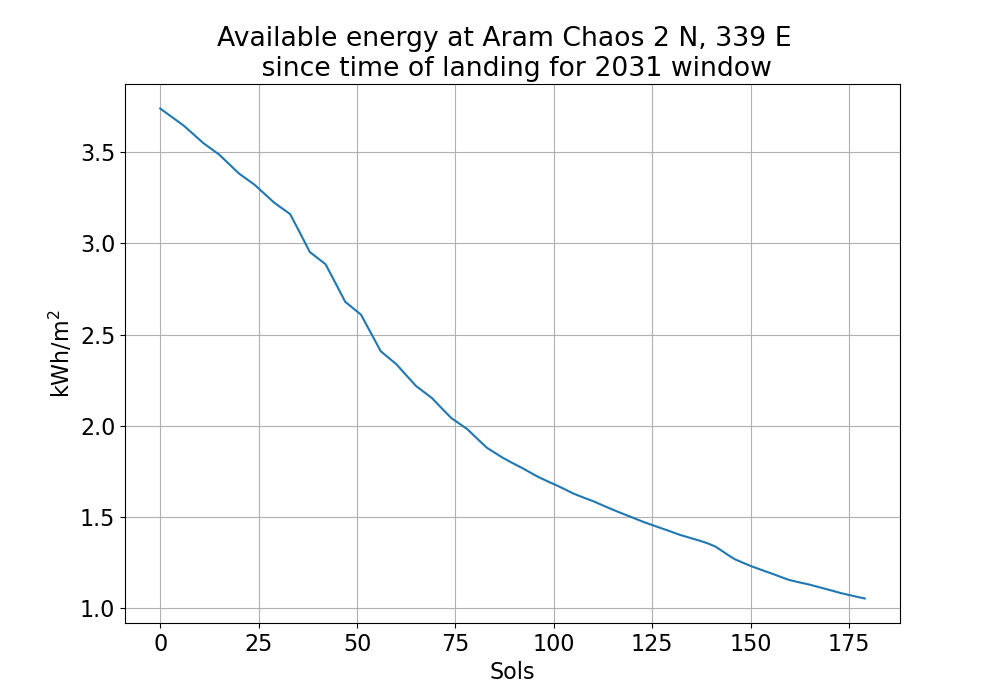 Available energy at Aram Chaos 2 N, 339 E
since time of landing for 2031 window
3.5
3.0
2.5
2.0
1.5
1.0
kWh/m²
0 25 50 75 100 125 150 175
Sols